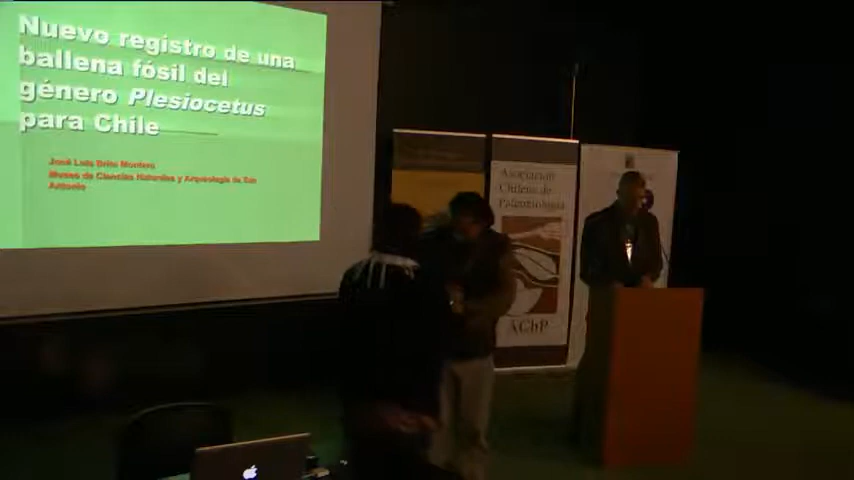 Nuevo registro de una
ballena fósil del
género Plesiocetus
para Chile
José Luis Brito Montero
Museo de Ciencias Naturales y Arqueología de San
Antonio
Asociación
Chilena de
Paleontología
AChP